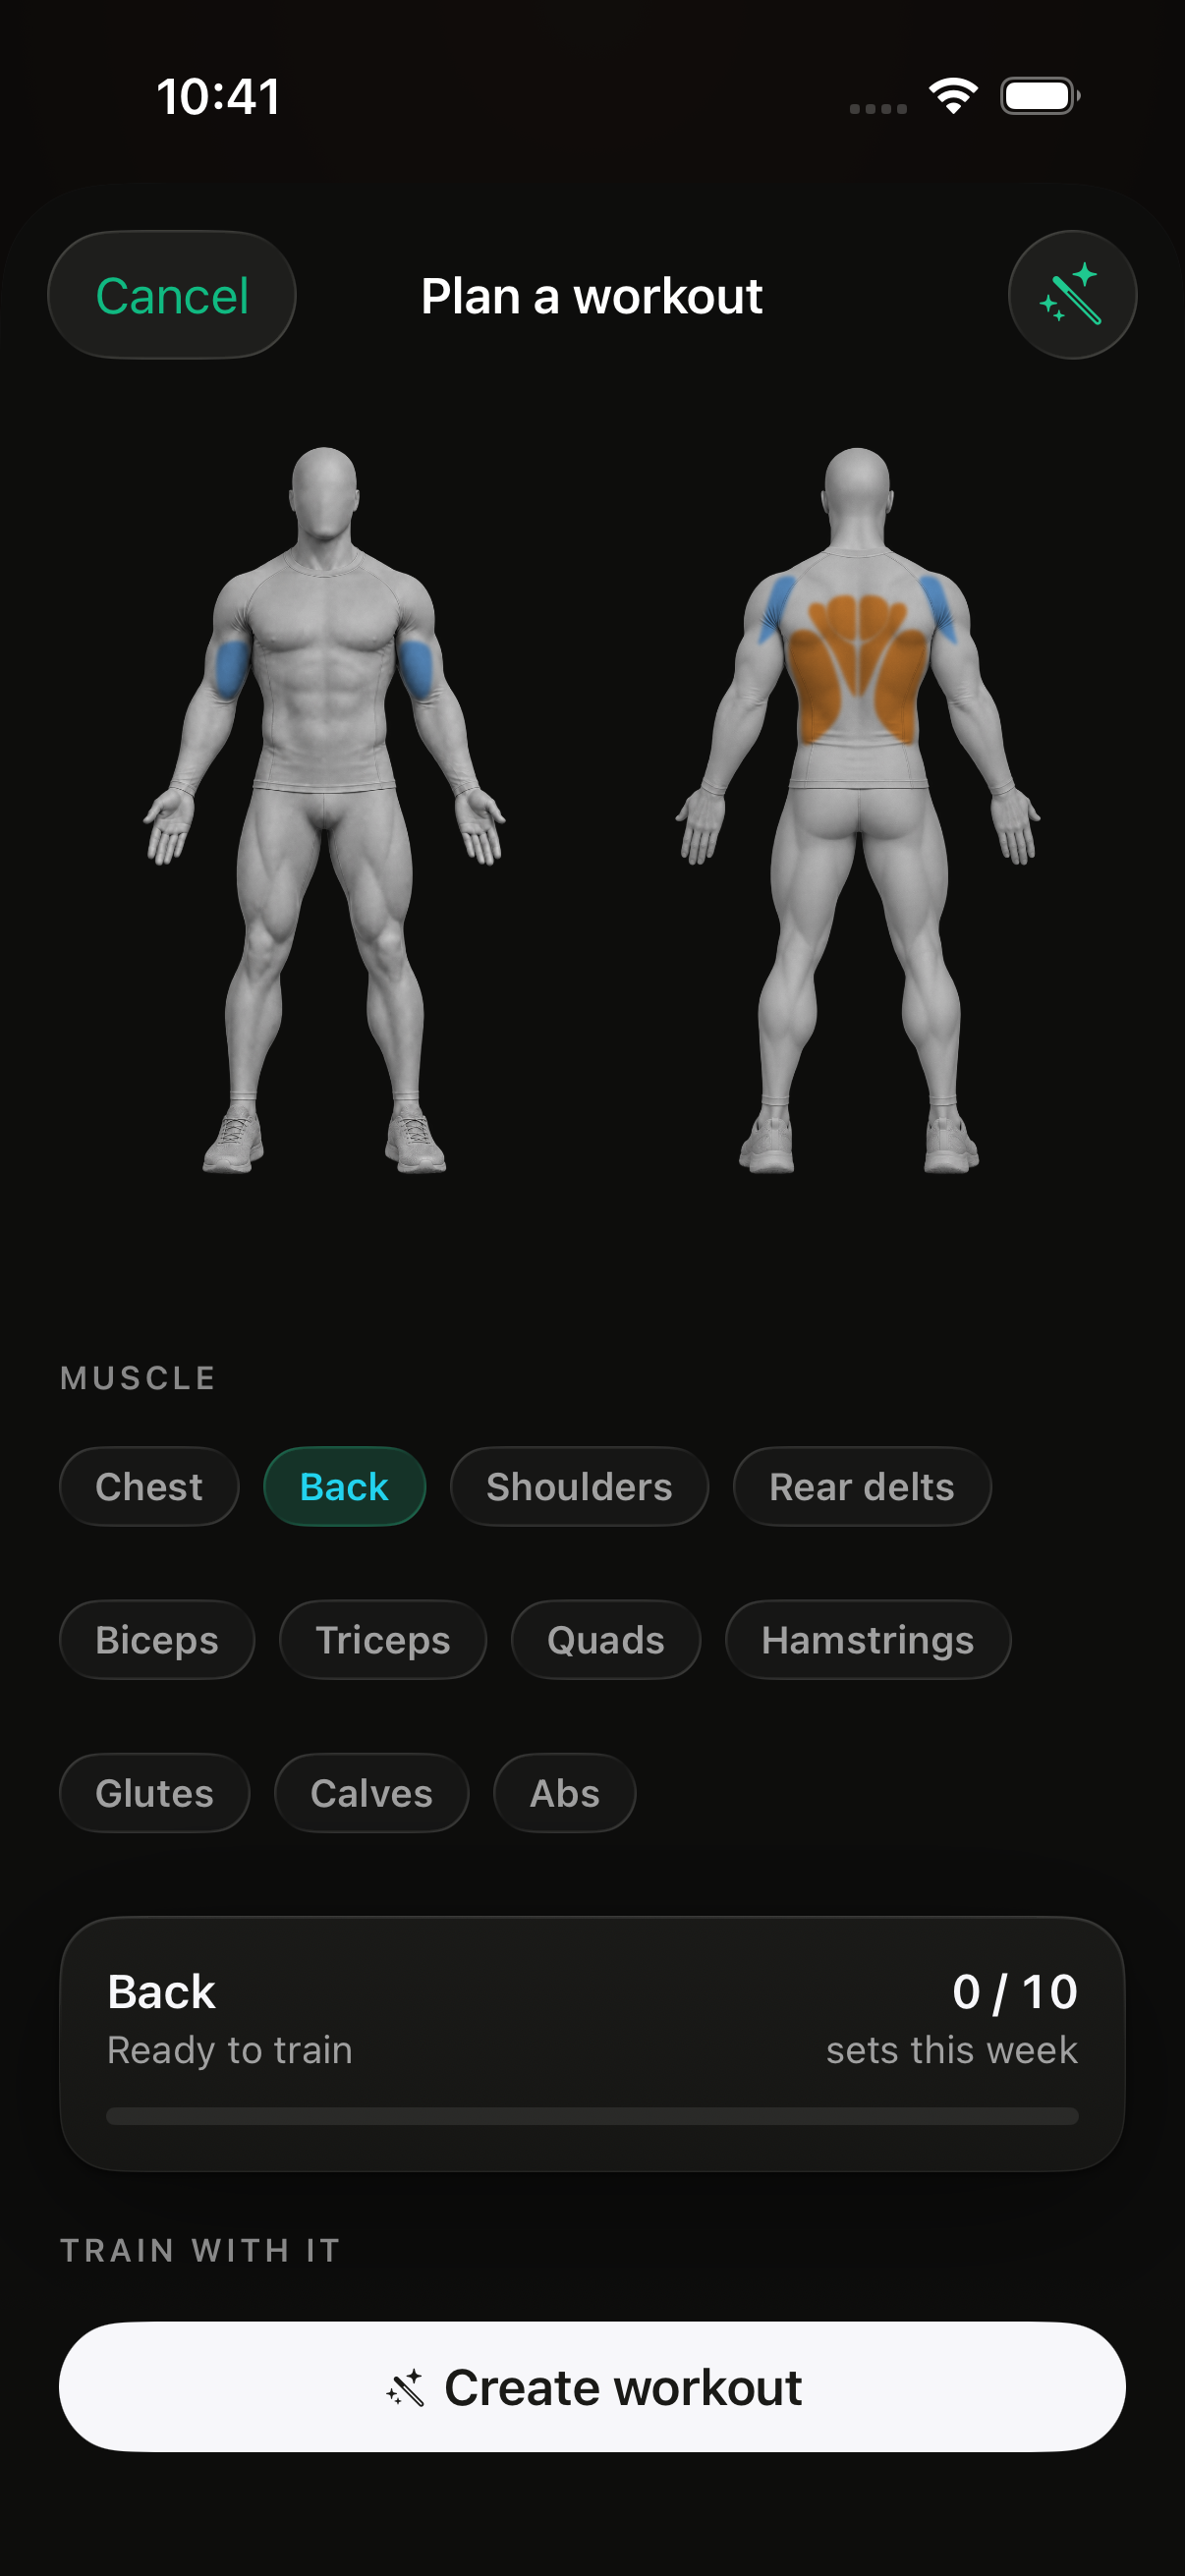 10:41
Cancel
Plan a workout
MUSCLE
Chest
Back
Shoulders
Rear delts
Biceps
Triceps
Quads
Hamstrings
Glutes
Calves
Abs
Back
0 / 10
Ready to train
sets this week
TRAIN WITH IT
Create workout